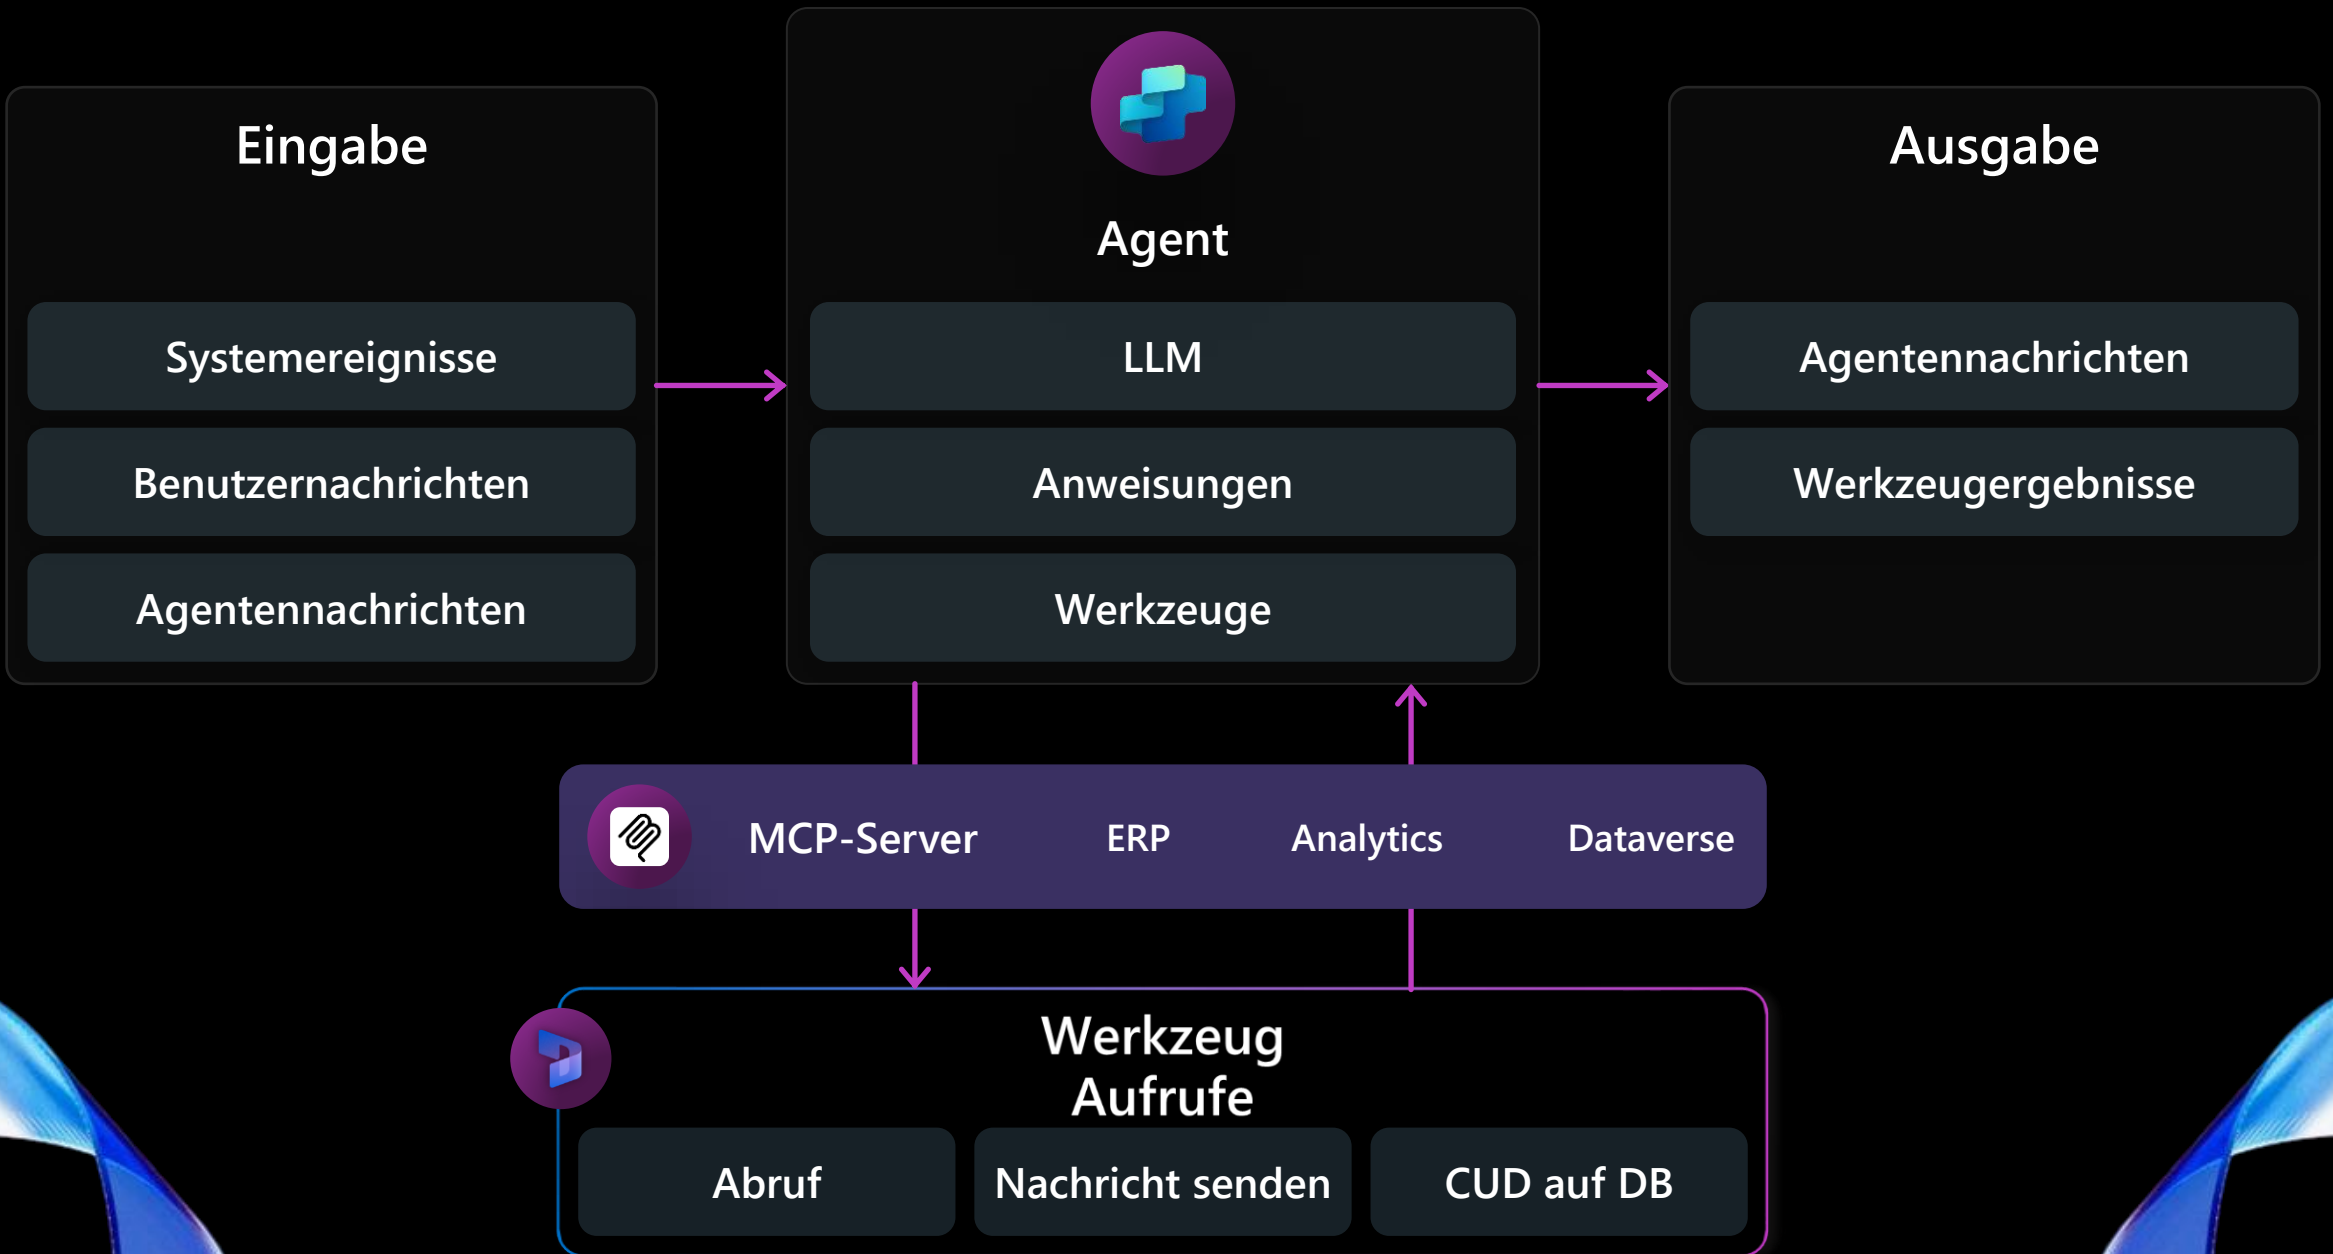 Eingabe
Systemereignisse
Benutzernachrichten
Agentennachrichten
Agent
LLM
Anweisungen
Werkzeuge
Ausgabe
Agentennachrichten
Werkzeugergebnisse
MCP-Server ERP Analytics Dataverse
Werkzeug
Aufrufe
Abruf
Nachricht senden
CUD auf DB